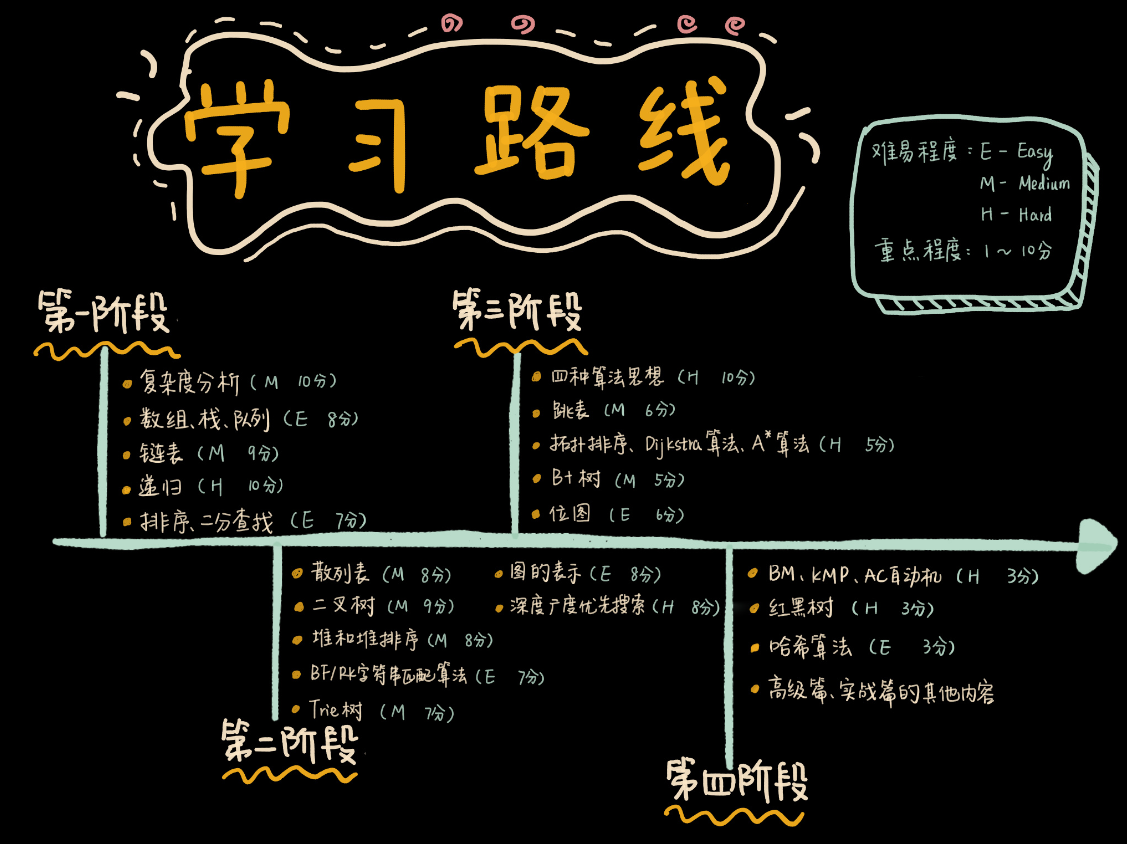 学习路线
难易程度：E - Easy
M - Medium
H - Hard
重点程度：1～10分
第一阶段
复杂度分析（M 10分）
数组、栈、队列（E 8分）
链表（M 9分）
递归（H 10分）
排序、二分查找（E 7分）
第二阶段
散列表（M 8分）
二叉树（M 9分）
堆和堆排序（M 8分）
BF/RK字符串匹配算法（E 7分）
Trie树（M 7分）
图的表示（E 8分）
深度广度优先搜索（H 8分）
第三阶段
四种算法思想（H 10分）
跳表（M 6分）
拓扑排序、Dijkstra算法、A*算法（H 5分）
B+树（M 5分）
位图（E 6分）
第四阶段
BM、KMP、AC自动机（H 3分）
红黑树（H 3分）
哈希算法（E 3分）
高级篇、实战篇的其他内容